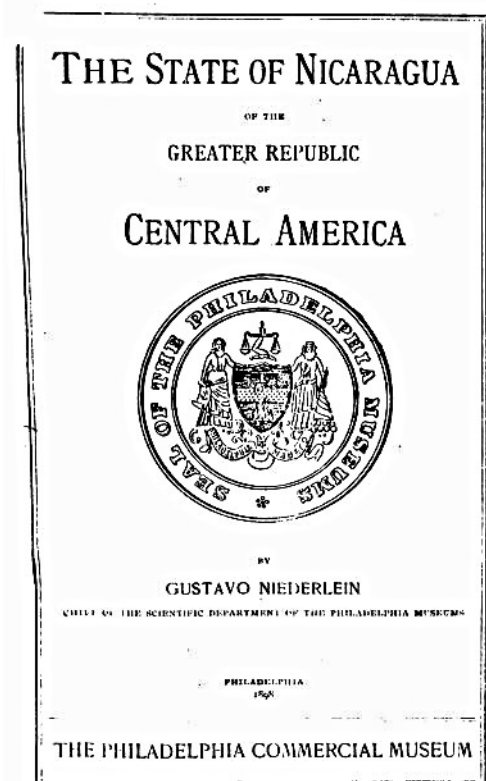 THE STATE OF NICARAGUA
OF THE
GREATER REPUBLIC
OF
CENTRAL AMERICA
SEAL OF THE PHILADELPHIA MUSEUMS
BY
GUSTAVO NIEDERLEIN
CHIEF OF THE SCIENTIFIC DEPARTMENT OF THE PHILADELPHIA MUSEUMS
PHILADELPHIA
1898
THE PHILADELPHIA COMMERCIAL MUSEUM